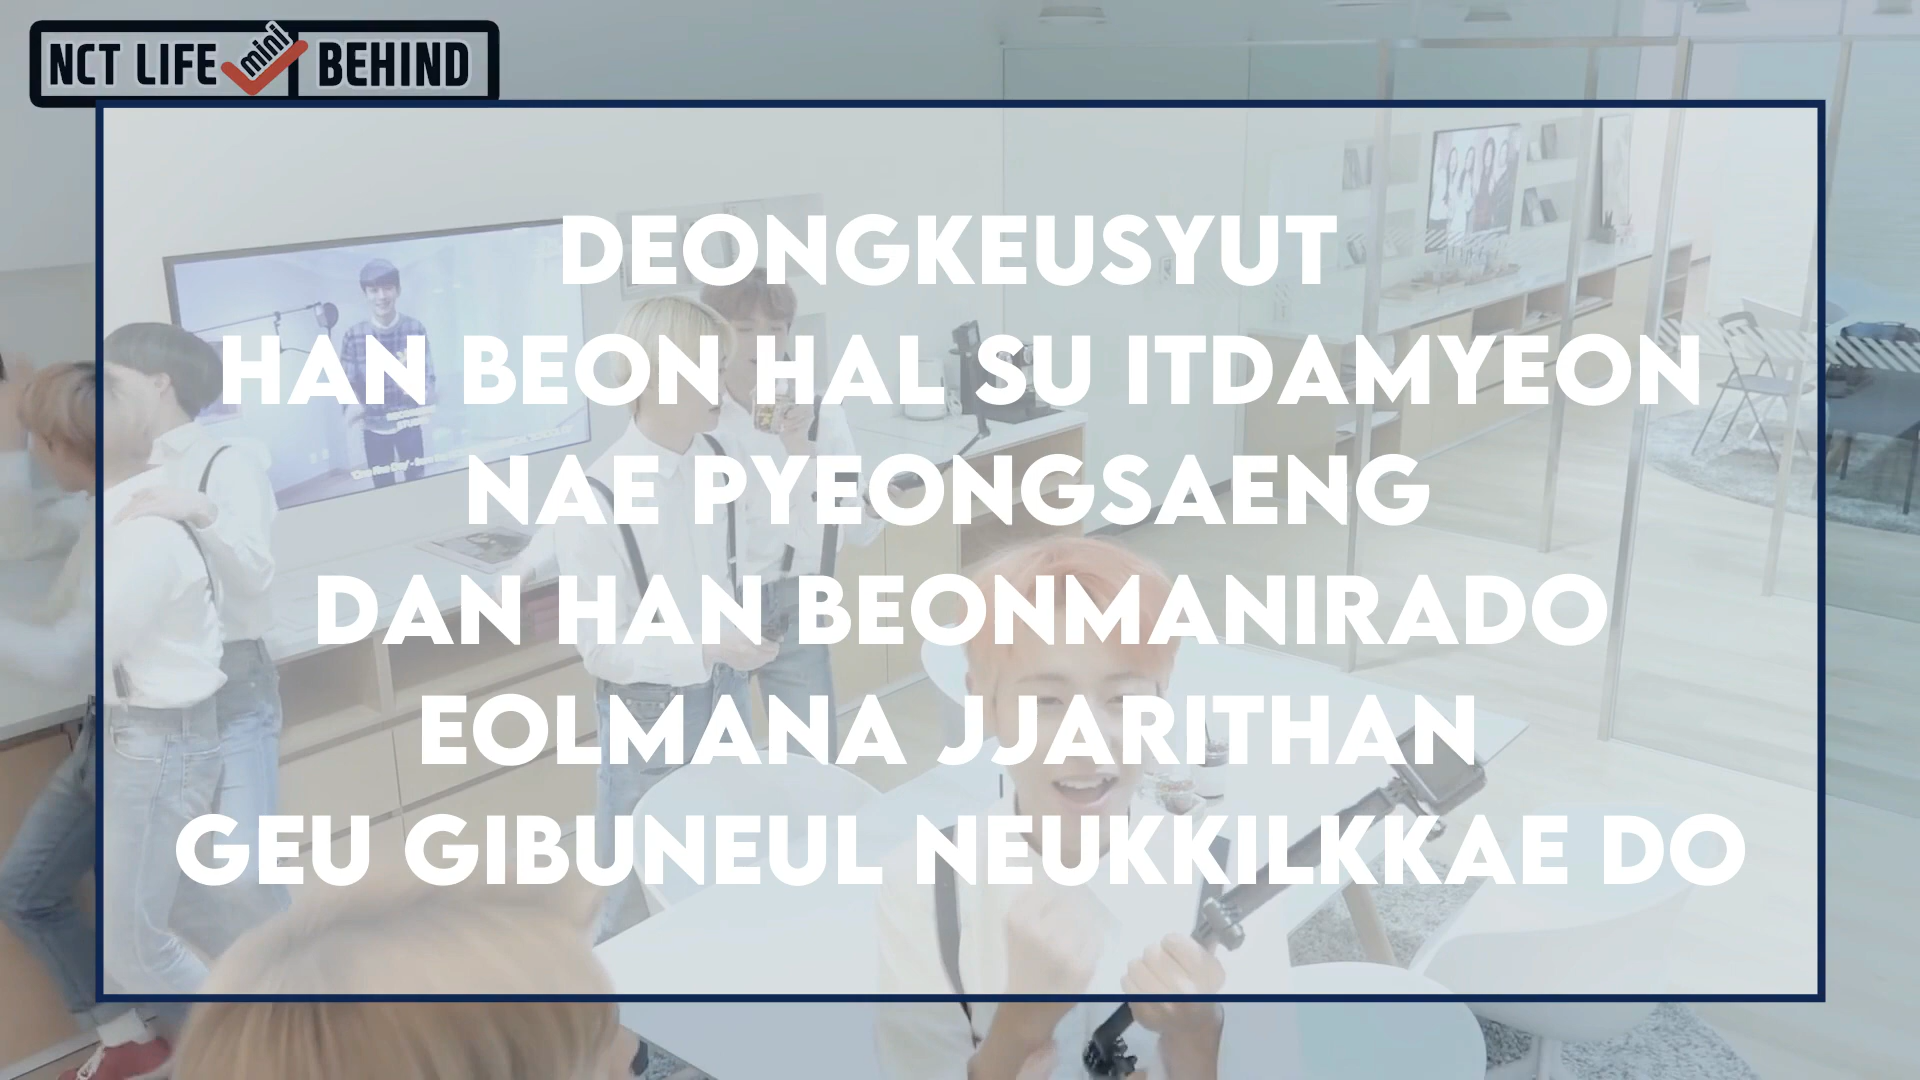 NCT LIFE mini BEHIND
DEONGKEUSYUT
HAN BEON HAL SU ITDAMYEON
NAE PYEONGSAENG
DAN HAN BEONMANIRADO
EOLMANA JJARITHAN
GEU GIBUNEUL NEUKKILKKAE DO